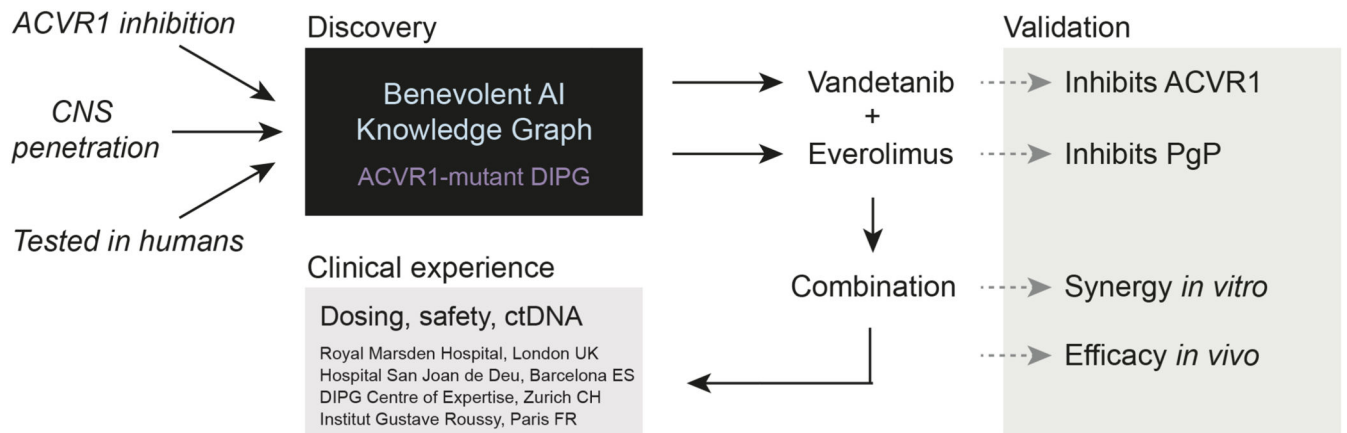 ACVR1 inhibition
CNS
penetration
Tested in humans
Discovery
Benevolent AI
Knowledge Graph
ACVR1-mutant DIPG
Clinical experience
Dosing, safety, ctDNA
Royal Marsden Hospital, London UK
Hospital San Joan de Deu, Barcelona ES
DIPG Centre of Expertise, Zurich CH
Institut Gustave Roussy, Paris FR
Vandetanib
+
Everolimus
Combination
Validation
Inhibits ACVR1
Inhibits PgP
Synergy in vitro
Efficacy in vivo